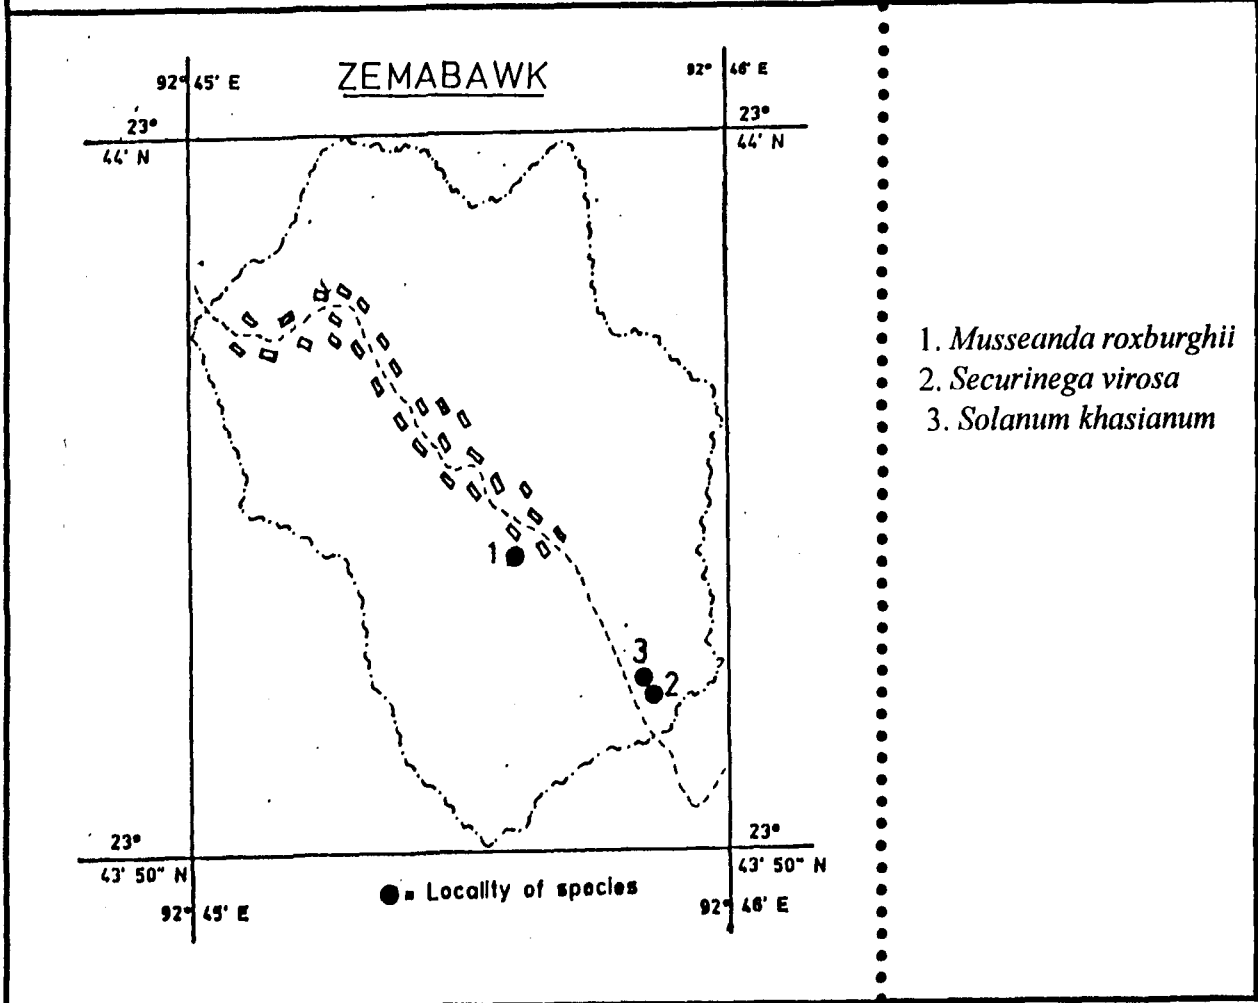 ZEMABAWK
92° 45' E
92° 46' E
23°
44' N
23°
44' N
1
3
2
23°
43' 50" N
23°
43' 50" N
92° 45' E
92° 46' E
= Locality of species
1. Musseanda roxburghii
2. Securinega virosa
3. Solanum khasianum